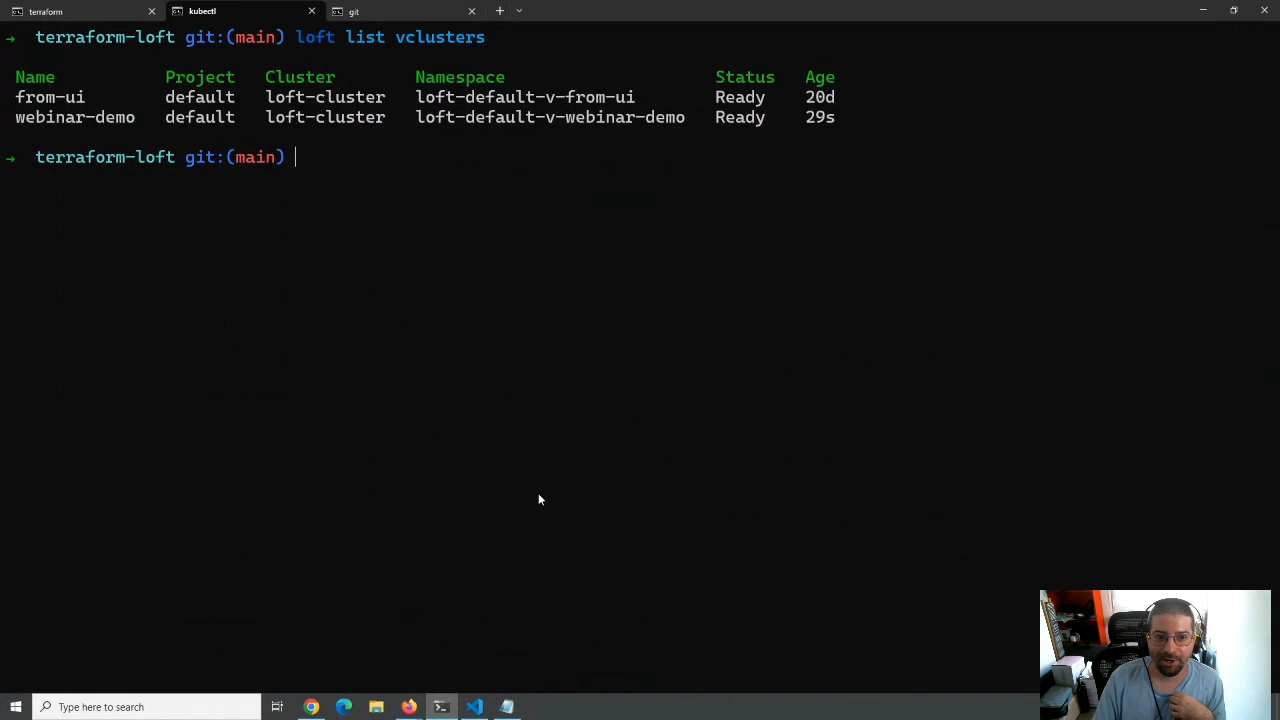 terraform
kubectl
git
→ terraform-loft git:(main) loft list vclusters
Name Project Cluster Namespace Status Age
from-ui default loft-cluster loft-default-v-from-ui Ready 20d
webinar-demo default loft-cluster loft-default-v-webinar-demo Ready 29s
→ terraform-loft git:(main)
Type here to search